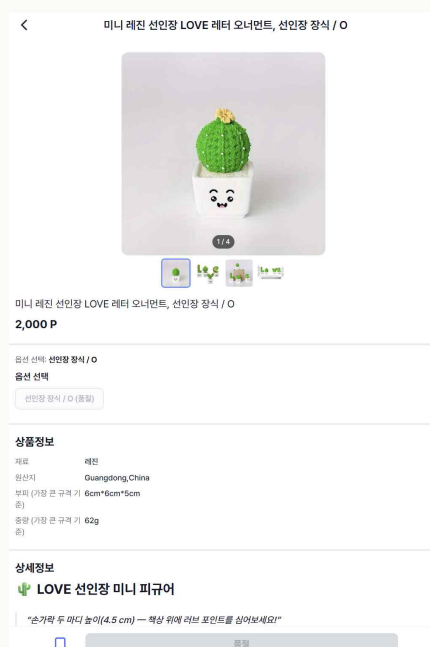 미니 레진 선인장 LOVE 레터 오너먼트, 선인장 장식 / O
1 / 4
미니 레진 선인장 LOVE 레터 오너먼트, 선인장 장식 / O
2,000 P
옵션 선택: 선인장 장식 / O
옵션 선택
선인장 장식 / O (품절)
상품정보
재료 레진
원산지 Guangdong,China
부피 (가장 큰 규격 기 6cm*6cm*5cm
준)
중량 (가장 큰 규격 기 62g
준)
상세정보
🌵 LOVE 선인장 미니 피규어
“손가락 두 마디 높이(4.5 cm) — 책상 위에 러브 포인트를 심어보세요!”
품절